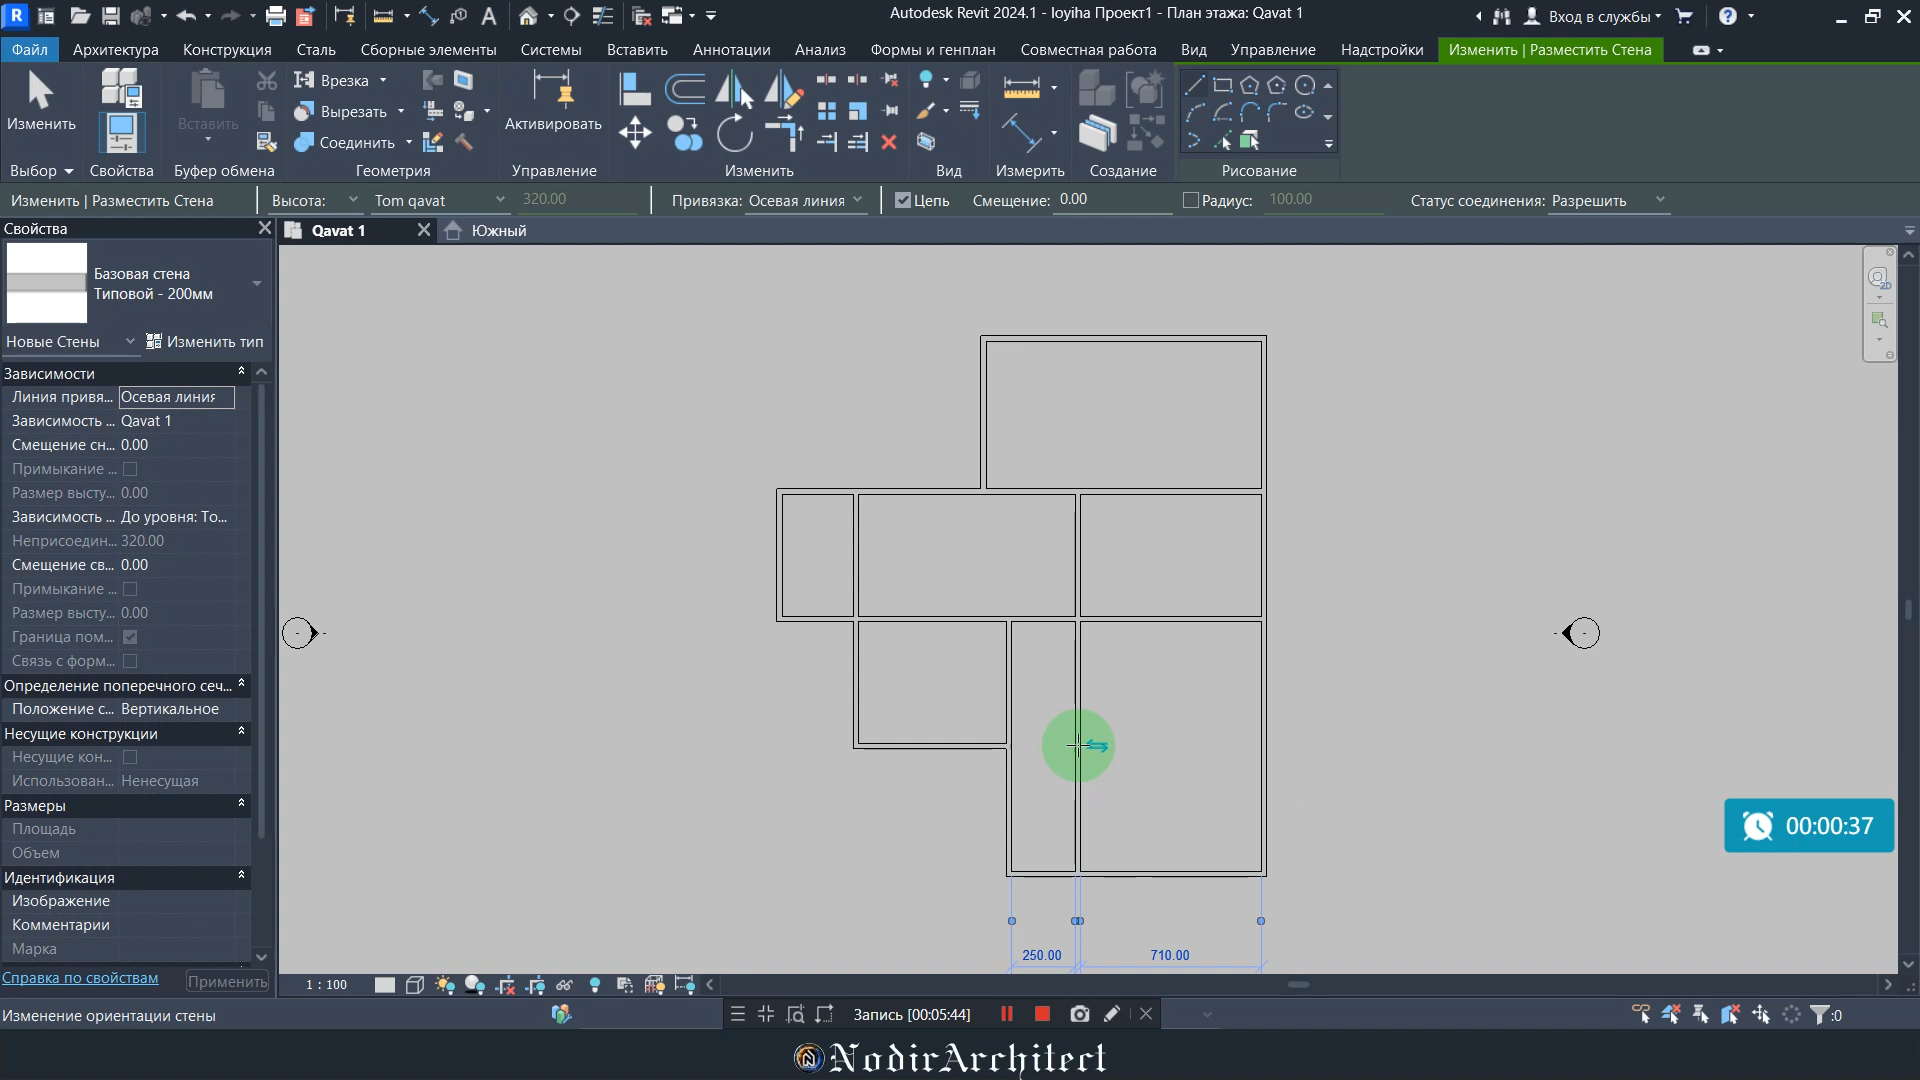 Autodesk Revit 2024.1 - loyiha Проект1 - План этажа: Qavat 1
Вход в службы
Файл Архитектура Конструкция Сталь Сборные элементы Системы Вставить Аннотации Анализ Формы и генплан Совместная работа Вид Управление Надстройки Изменить | Разместить Стена
Изменить
Вставить
Врезка
Вырезать
Соединить
Активировать
Выбор Свойства Буфер обмена Геометрия Управление Изменить Вид Измерить Создание Рисование
Изменить | Разместить Стена Высота: Tom qavat 320.00 Привязка: Осевая линия Цепь Смещение: 0.00 Радиус: 100.00 Статус соединения: Разрешить
Свойства
Qavat 1
Южный
Базовая стена
Типовой - 200мм
Новые Стены Изменить тип
Зависимости
Линия привя... Осевая линия
Зависимость ... Qavat 1
Смещение сн... 0.00
Примыкание ...
Размер высту... 0.00
Зависимость ... До уровня: To...
Неприсоедин... 320.00
Смещение св... 0.00
Примыкание ...
Размер высту... 0.00
Граница пом...
Связь с форм...
Определение поперечного сеч...
Положение с... Вертикальное
Несущие конструкции
Несущие кон...
Использован... Ненесущая
Размеры
Площадь
Объем
Идентификация
Изображение
Комментарии
Марка
Справка по свойствам Применить
2D
00:00:37
250.00 710.00
1 : 100
Изменение ориентации стены
Запись [00:05:44]
:0
NodirArchitect